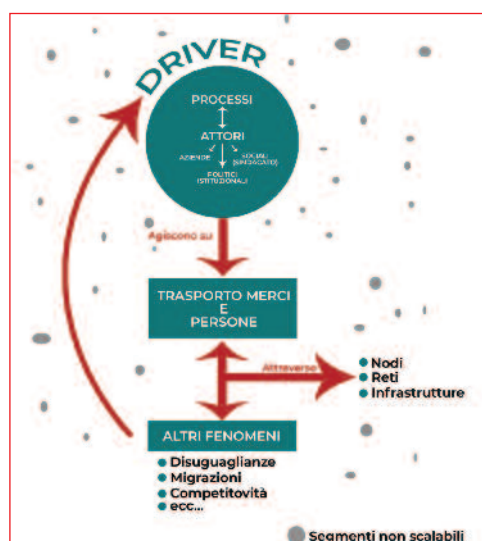 DRIVER
PROCESSI
ATTORI
AZIENDE
SOCIALI
(SINDACATO)
POLITICI
ISTITUZIONALI
Agiscono su
TRASPORTO MERCI
E
PERSONE
Attraverso
Nodi
Reti
Infrastrutture
ALTRI FENOMENI
Disuguaglianze
Migrazioni
Competitovità
ecc...
Segmenti non scalabili